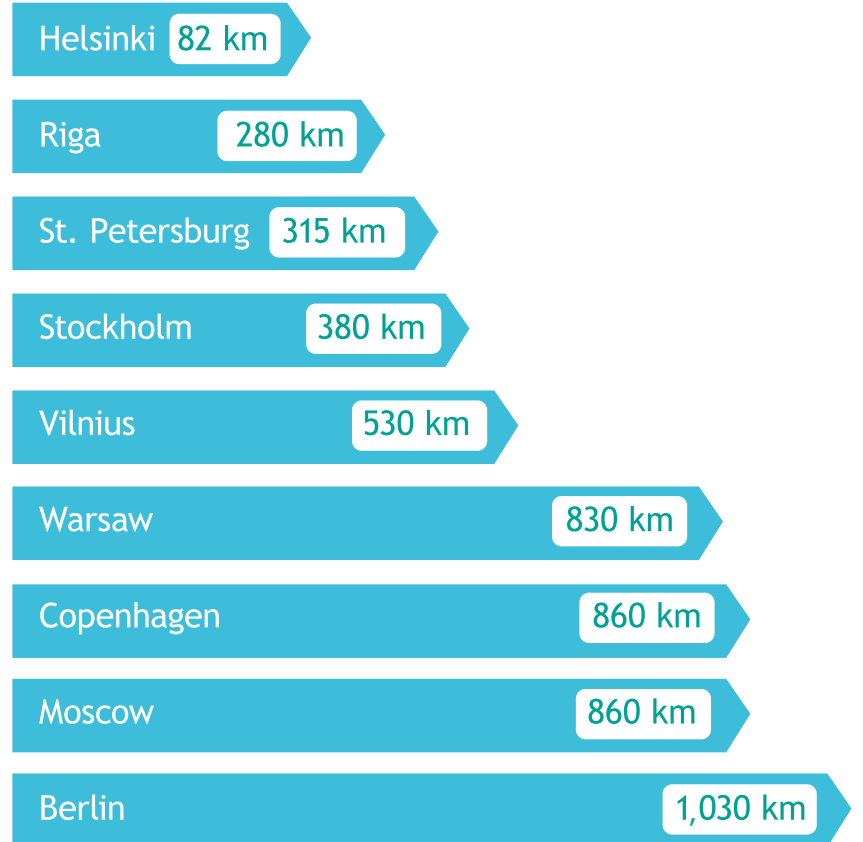 Helsinki 82 km
Riga 280 km
St. Petersburg 315 km
Stockholm 380 km
Vilnius 530 km
Warsaw 830 km
Copenhagen 860 km
Moscow 860 km
Berlin 1,030 km